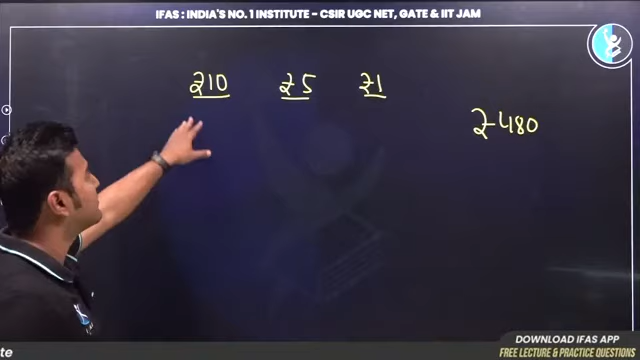 IFAS : INDIA'S NO. 1 INSTITUTE – CSIR UGC NET, GATE & IIT JAM
₹10 ₹5 ₹1
₹480
DOWNLOAD IFAS APP
FREE LECTURE & PRACTICE QUESTIONS